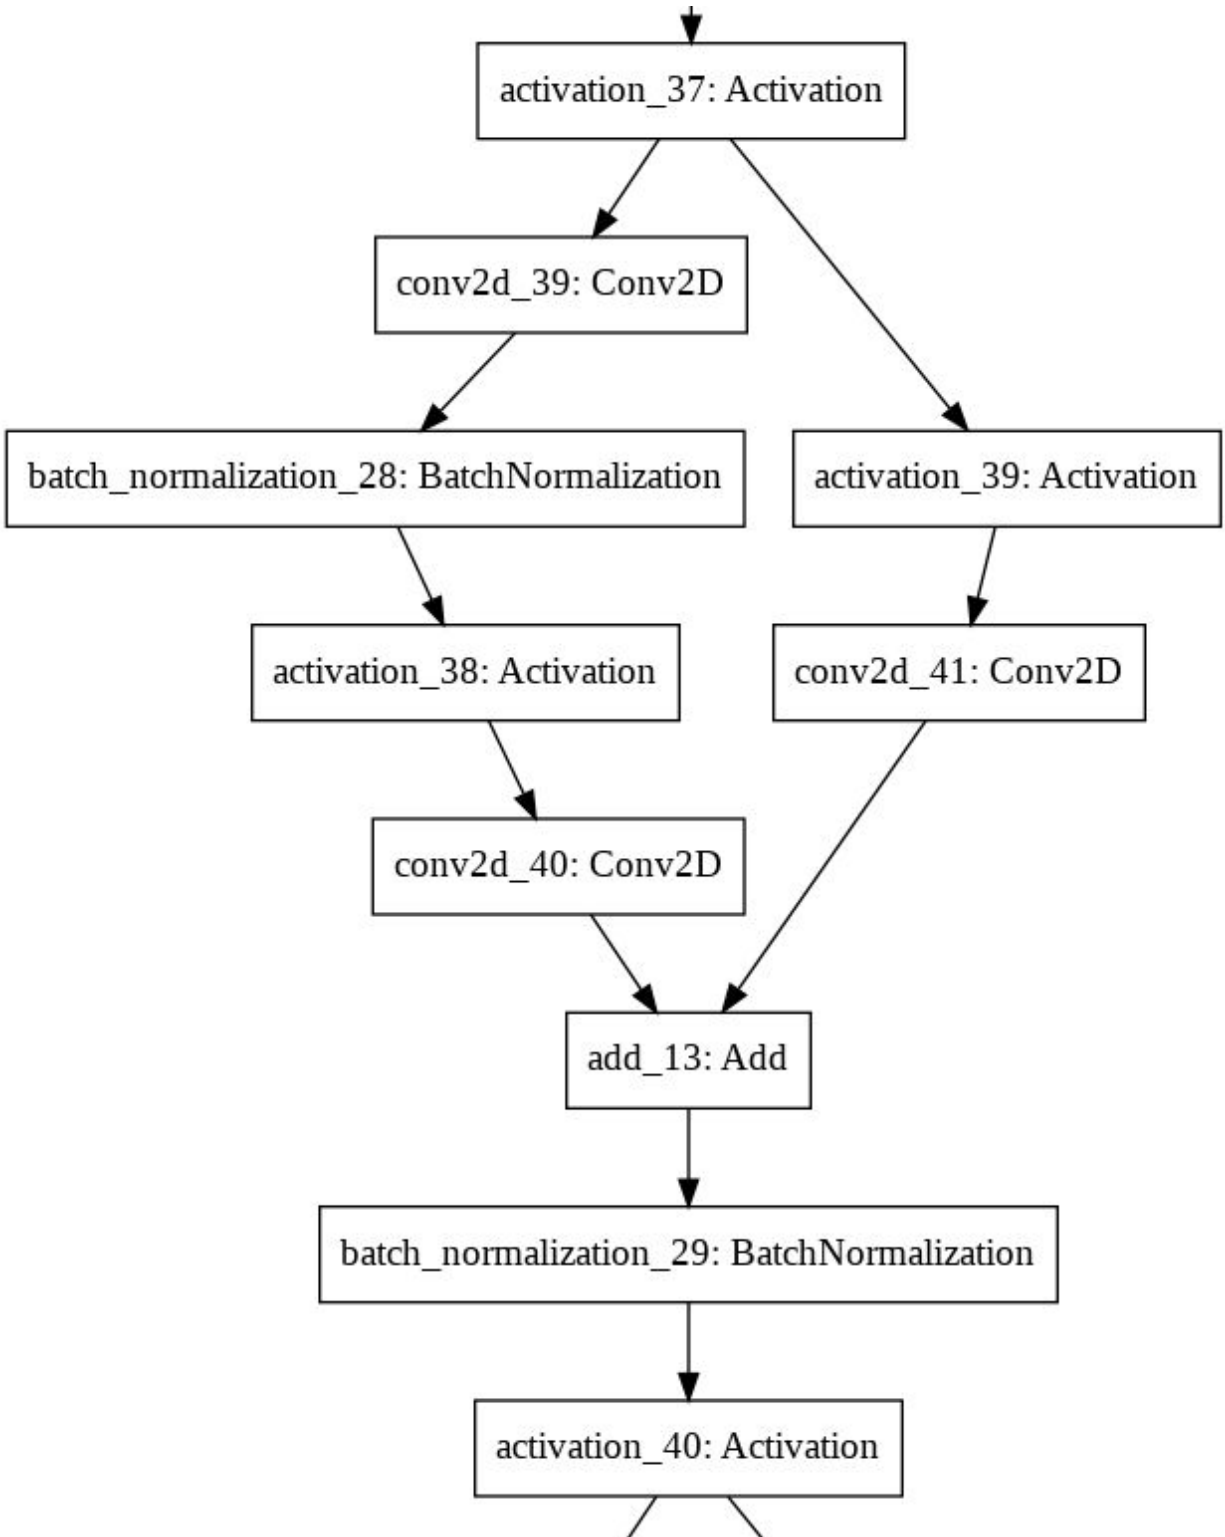 activation_37: Activation
conv2d_39: Conv2D
batch_normalization_28: BatchNormalization
activation_39: Activation
activation_38: Activation
conv2d_41: Conv2D
conv2d_40: Conv2D
add_13: Add
batch_normalization_29: BatchNormalization
activation_40: Activation